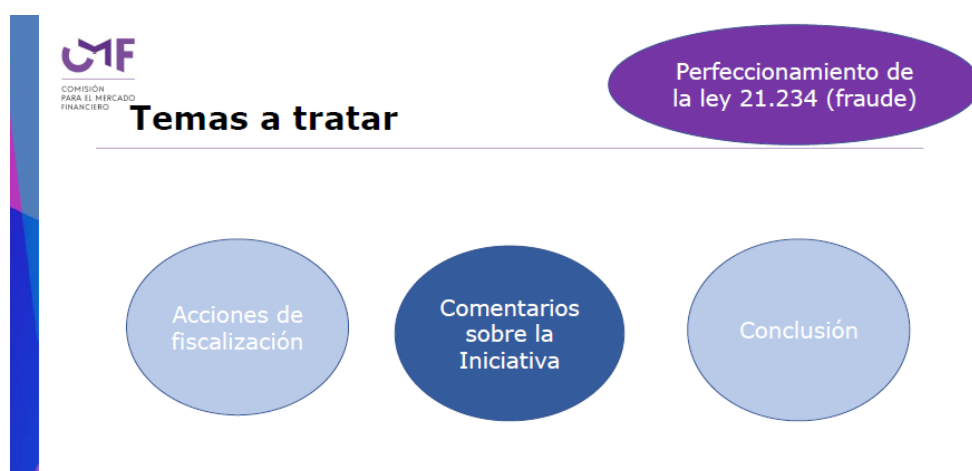 CMF
COMISIÓN
PARA EL MERCADO
FINANCIERO
Perfeccionamiento de
la ley 21.234 (fraude)
Temas a tratar
Acciones de
fiscalización
Comentarios
sobre la
Iniciativa
Conclusión